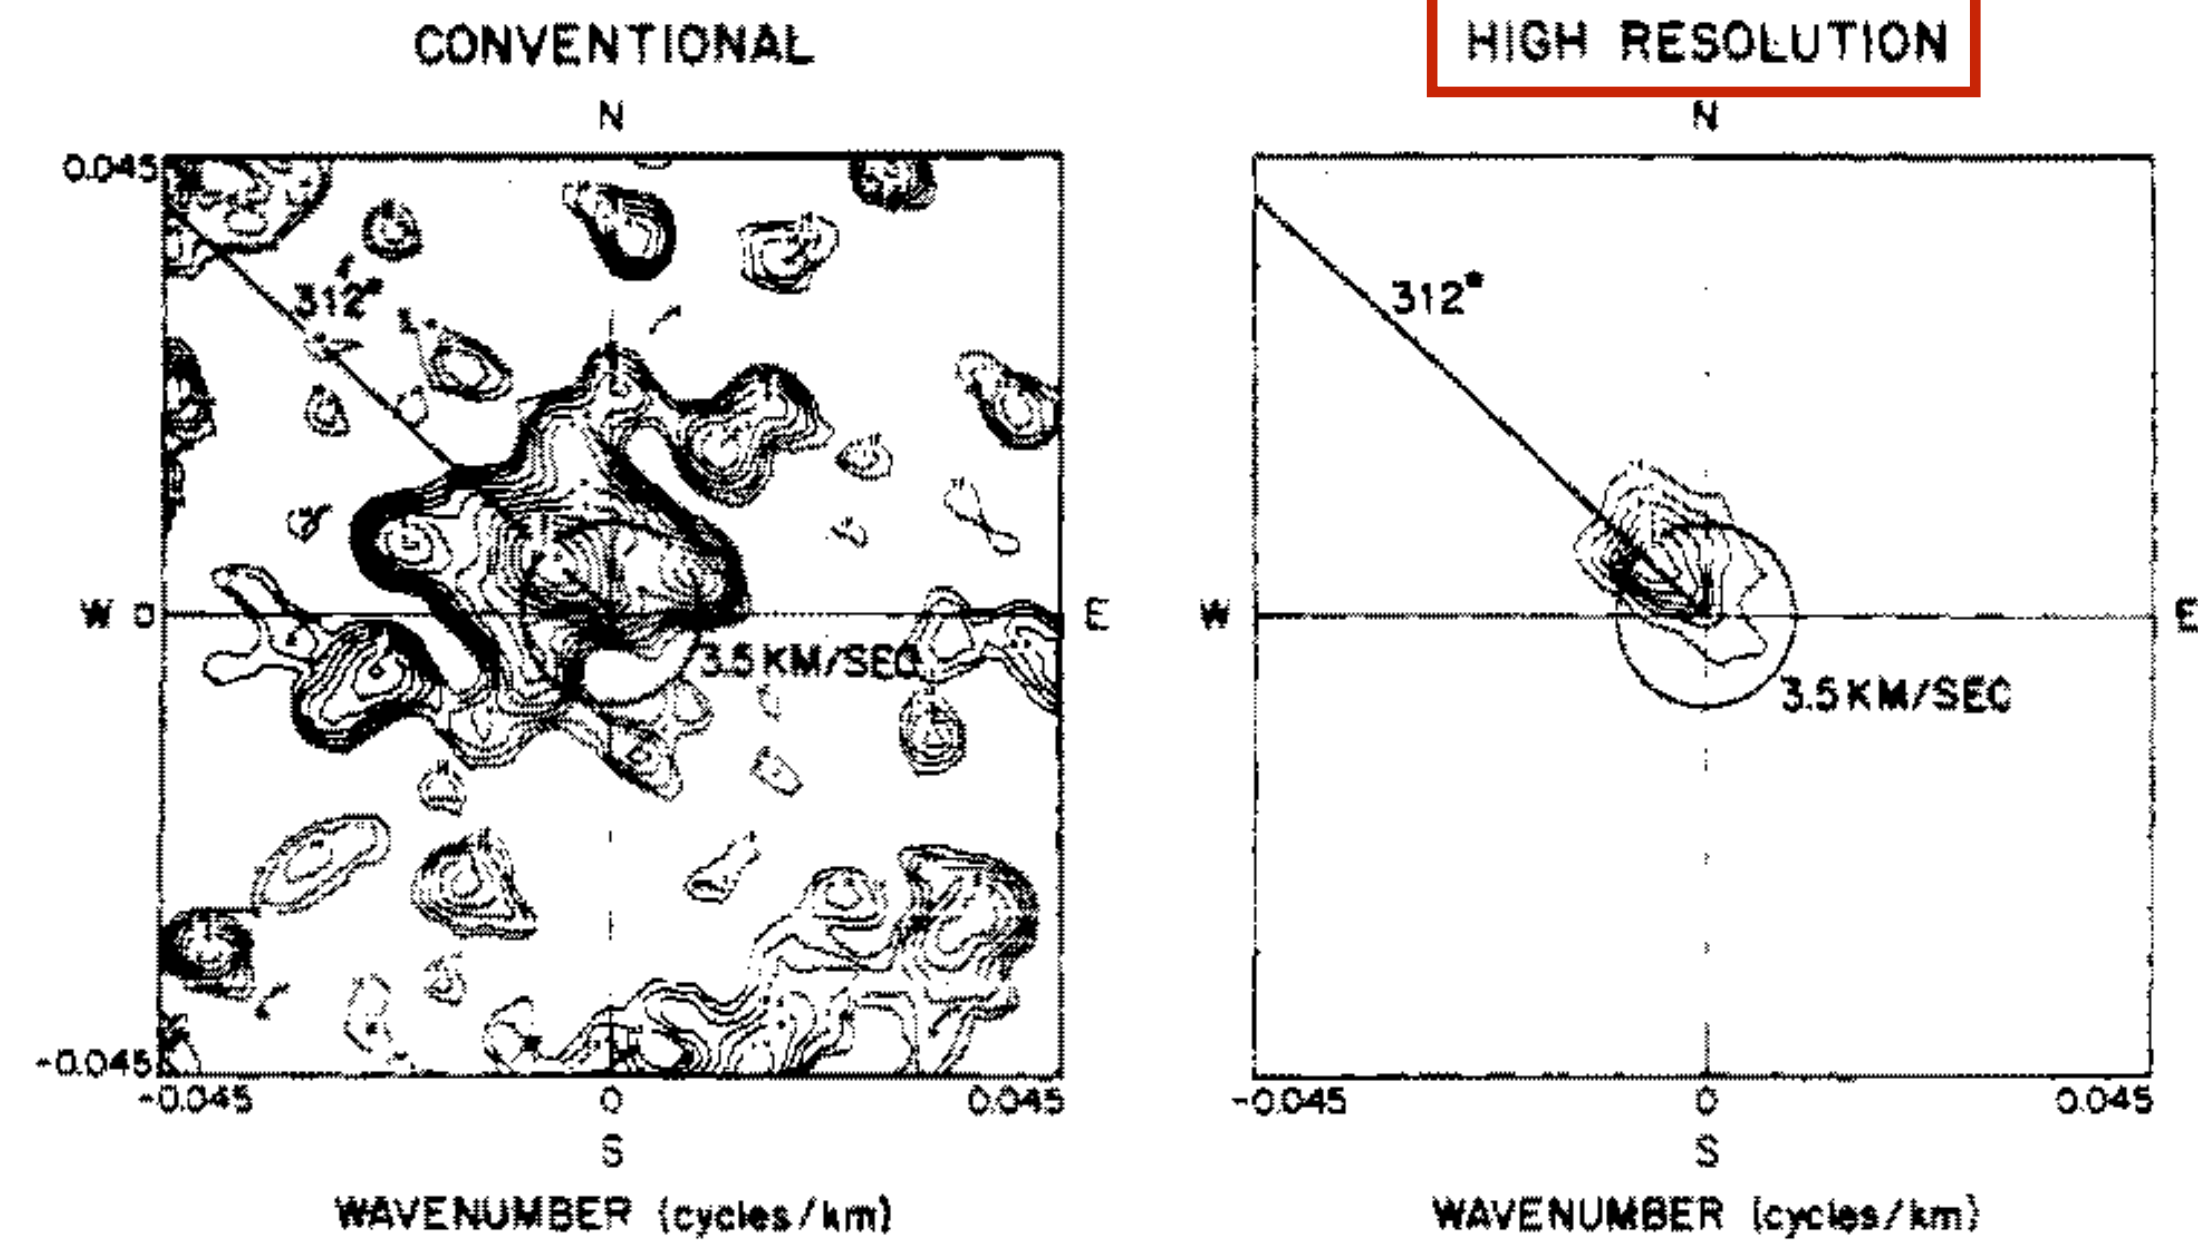 CONVENTIONAL
N
0.045
312°
W 0
E
3.5 KM/SEC
-0.045
-0.045
0
0.045
S
WAVENUMBER (cycles/km)
HIGH RESOLUTION
N
312°
W
E
3.5 KM/SEC
-0.045
0
0.045
S
WAVENUMBER (cycles/km)